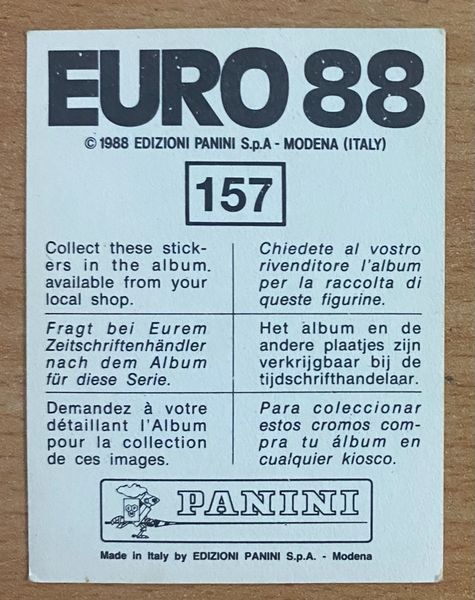 EURO 88
© 1988 EDIZIONI PANINI S.p.A - MODENA (ITALY)
157
Collect these stick-
ers in the album.
available from your
local shop.
Chiedete al vostro
rivenditore l'album
per la raccolta di
queste figurine.
Fragt bei Eurem
Zeitschriftenhändler
nach dem Album
für diese Serie.
Het album en de
andere plaatjes zijn
verkrijgbaar bij de
tijdschrifthandelaar.
Demandez à votre
détaillant l'Album
pour la collection
de ces images.
Para coleccionar
estos cromos com-
pra tu álbum en
cualquier kiosco.
PANINI
Made in Italy by EDIZIONI PANINI S.p.A. - Modena